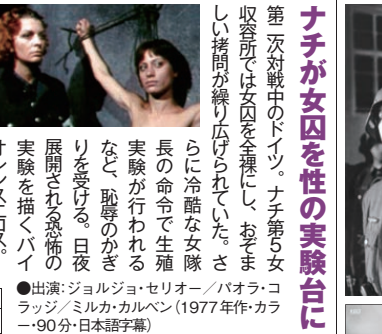 ナチが女囚を性の実験台に
第二次対戦中のドイツ。ナチ第5女
収容所では女囚を全裸にし、おぞま
しい拷問が繰り広げられていた。さ
らに冷酷な女隊
長の命令で生殖
実験が行われる
など、恥辱のかぎ
りを受ける。日夜
展開される恐怖の
実験を描くバイ
オレンス・エロス。
●出演:ジョルジョ・セリオー/パオラ・コ
ラッジ/ミルカ・カルベン(1977年作・カラ
ー・90分・日本語字幕)